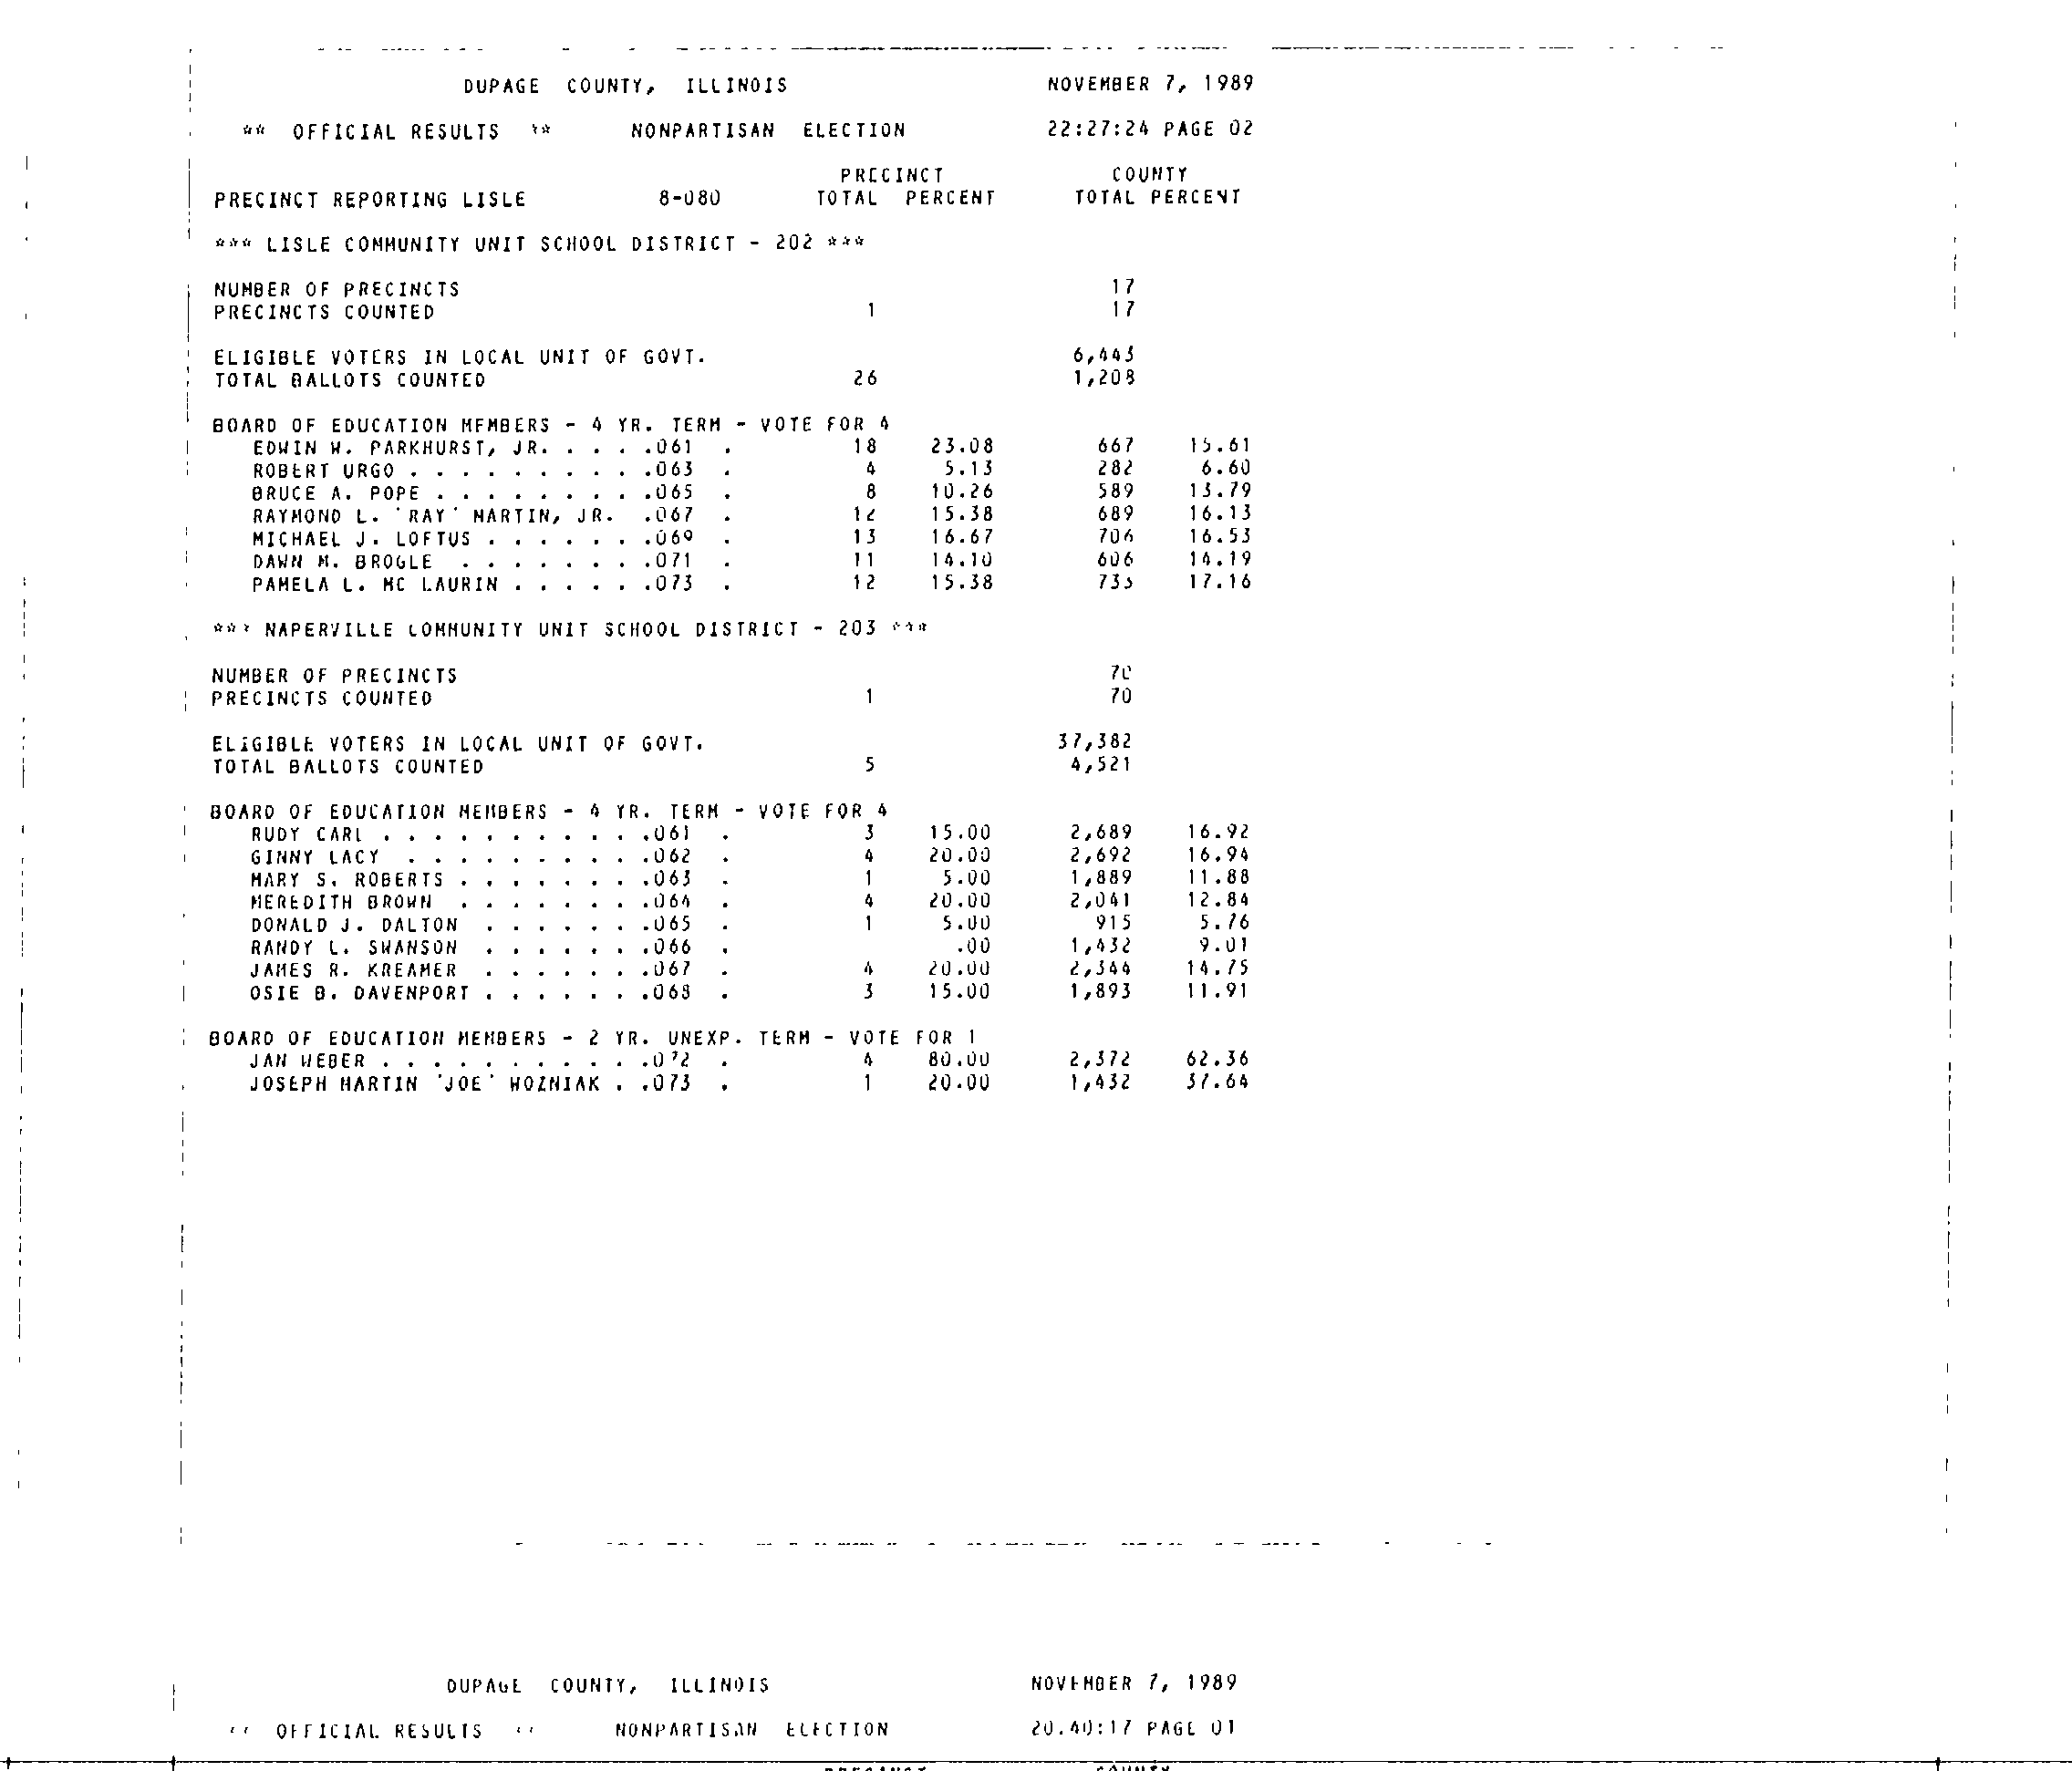 DUPAGE COUNTY, ILLINOIS NOVEMBER 7, 1989
** OFFICIAL RESULTS ** NONPARTISAN ELECTION 22:27:24 PAGE 02
PRECINCT COUNTY
PRECINCT REPORTING LISLE 8-080 TOTAL PERCENT TOTAL PERCENT
*** LISLE COMMUNITY UNIT SCHOOL DISTRICT - 202 ***
NUMBER OF PRECINCTS 17
PRECINCTS COUNTED 1 17
ELIGIBLE VOTERS IN LOCAL UNIT OF GOVT. 6,443
TOTAL BALLOTS COUNTED 26 1,208
BOARD OF EDUCATION MEMBERS - 4 YR. TERM - VOTE FOR 4
EDWIN W. PARKHURST, JR. . . . .061 . 18 23.08 667 15.61
ROBERT URGO . . . . . . . . . .063 . 4 5.13 282 6.60
BRUCE A. POPE . . . . . . . . .065 . 8 10.26 589 13.79
RAYMOND L. 'RAY' MARTIN, JR. .067 . 12 15.38 689 16.13
MICHAEL J. LOFTUS . . . . . . .069 . 13 16.67 706 16.53
DAWN M. BROGLE . . . . . . . .071 . 11 14.10 606 14.19
PAMELA L. MC LAURIN . . . . . .073 . 12 15.38 733 17.16
*** NAPERVILLE COMMUNITY UNIT SCHOOL DISTRICT - 203 ***
NUMBER OF PRECINCTS 70
PRECINCTS COUNTED 1 70
ELIGIBLE VOTERS IN LOCAL UNIT OF GOVT. 37,382
TOTAL BALLOTS COUNTED 5 4,521
BOARD OF EDUCATION MEMBERS - 4 YR. TERM - VOTE FOR 4
RUDY CARL . . . . . . . . . . .061 . 3 15.00 2,689 16.92
GINNY LACY . . . . . . . . . .062 . 4 20.00 2,692 16.94
MARY S. ROBERTS . . . . . . . .063 . 1 5.00 1,889 11.88
MEREDITH BROWN . . . . . . . .064 . 4 20.00 2,041 12.84
DONALD J. DALTON . . . . . . .065 . 1 5.00 915 5.76
RANDY L. SWANSON . . . . . . .066 . .00 1,432 9.01
JAMES R. KREAMER . . . . . . .067 . 4 20.00 2,344 14.75
OSIE B. DAVENPORT . . . . . . .068 . 3 15.00 1,893 11.91
BOARD OF EDUCATION MEMBERS - 2 YR. UNEXP. TERM - VOTE FOR 1
JAN WEBER . . . . . . . . . . .072 . 4 80.00 2,372 62.36
JOSEPH MARTIN 'JOE' WOZNIAK . .073 . 1 20.00 1,432 37.64
DUPAGE COUNTY, ILLINOIS NOVEMBER 7, 1989
** OFFICIAL RESULTS ** NONPARTISAN ELECTION 20.40:17 PAGE 01
PRECINCT COUNTY